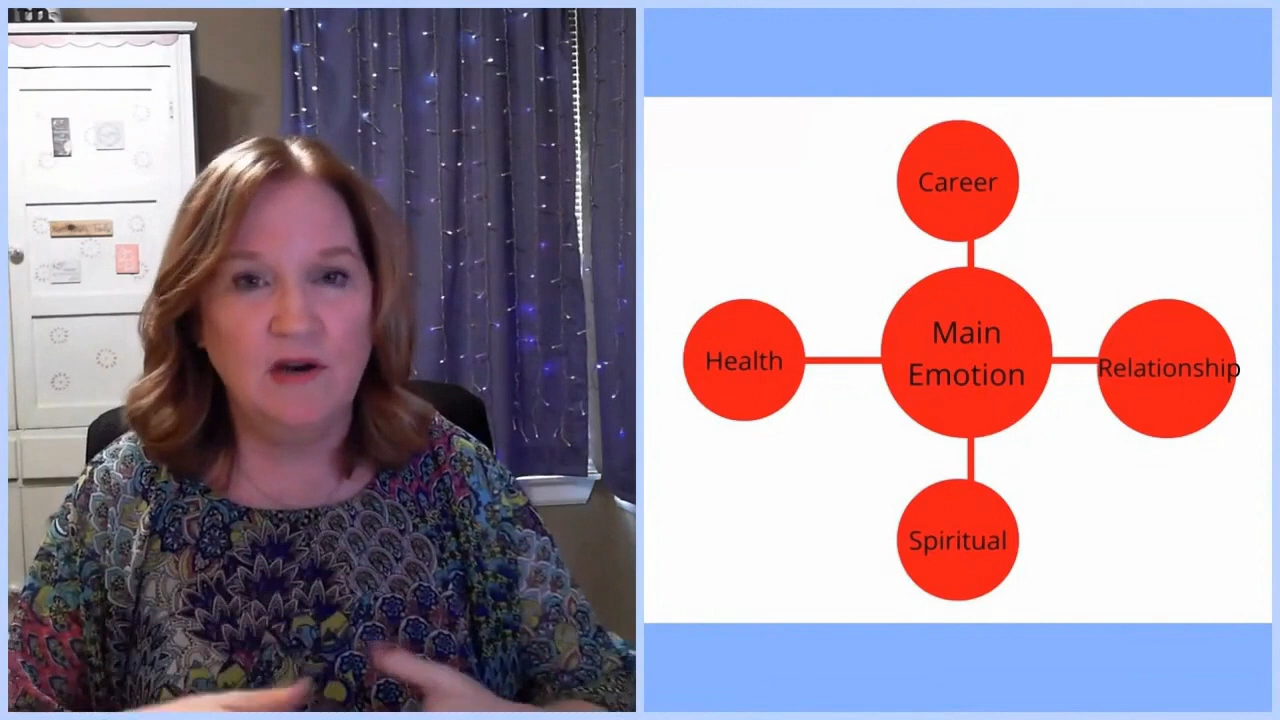 Career
Health
Main
Emotion
Relationship
Spiritual